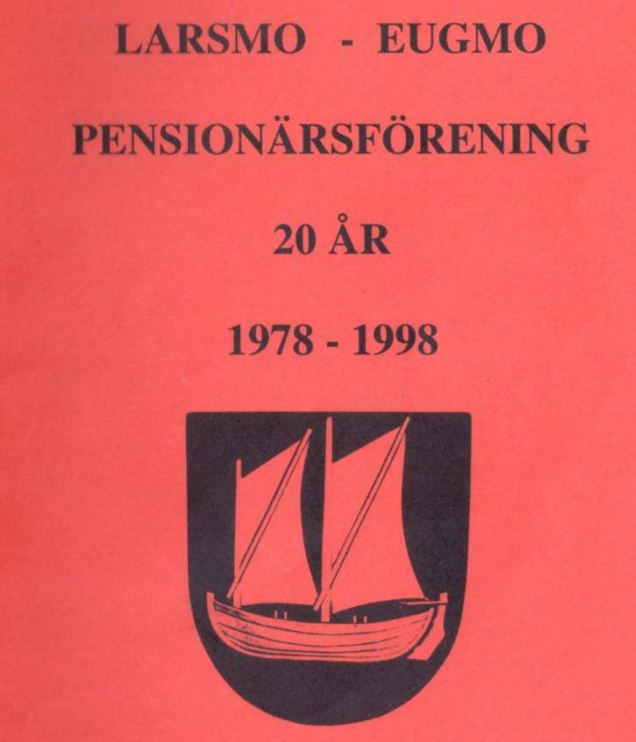 LARSMO - EUGMO
PENSIONÄRSFÖRENING
20 ÅR
1978 - 1998